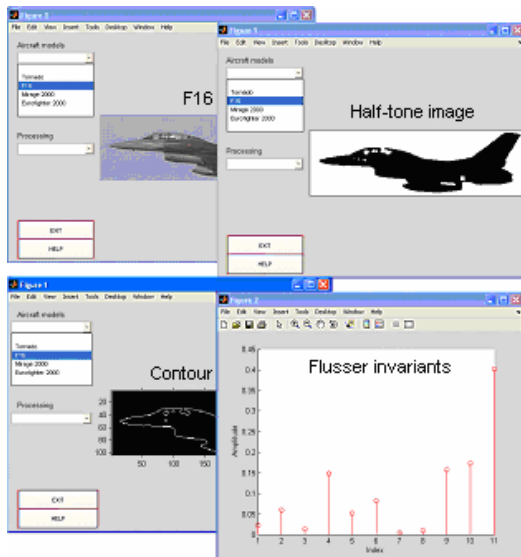 Figure 3
File Edit View Insert Tools Desktop Window Help
Aircraft models
Tornado
F16
Mirage 2000
Eurofighter 2000
F16
Processing
EXIT
HELP
Figure 1
File Edit View Insert Tools Desktop Window Help
Aircraft models
Tornado
F16
Mirage 2000
Eurofighter 2000
Half-tone image
Processing
EXIT
HELP
Figure 1
File Edit View Insert Tools Desktop Window Help
Aircraft models
Tornado
F16
Mirage 2000
Eurofighter 2000
Contour
Processing
20
40
60
80
100
50 100 150
EXIT
HELP
Figure 2
File Edit View Insert Tools Desktop Window Help
Flusser invariants
0.45
0.4
0.35
0.3
0.25
0.2
0.15
0.1
0.05
0
Amplitude
1 2 3 4 5 6 7 8 9 10 11
Index